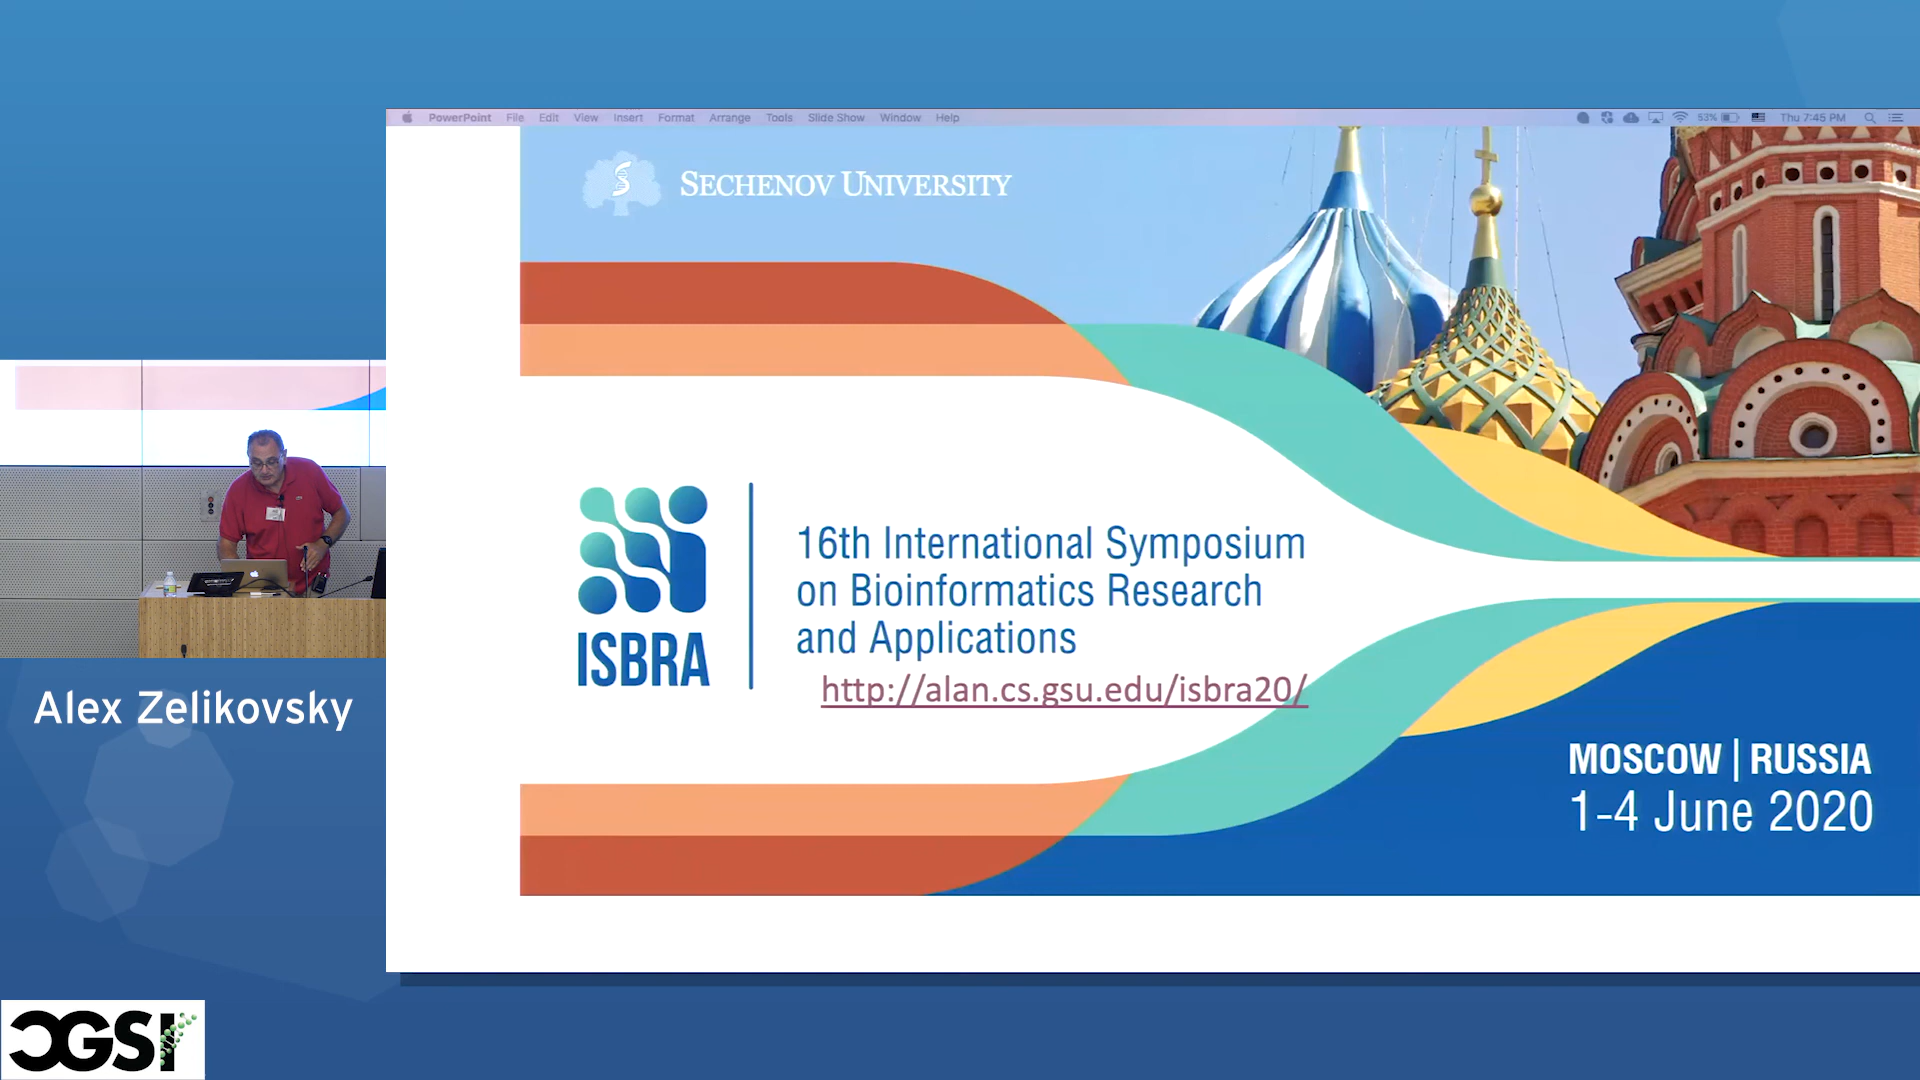 PowerPoint File Edit View Insert Format Arrange Tools Slide Show Window Help
53% Thu 7:45 PM
SECHENOV UNIVERSITY
16th International Symposium
on Bioinformatics Research
and Applications
ISBRA
http://alan.cs.gsu.edu/isbra20/
MOSCOW | RUSSIA
1-4 June 2020
Alex Zelikovsky
CGSI